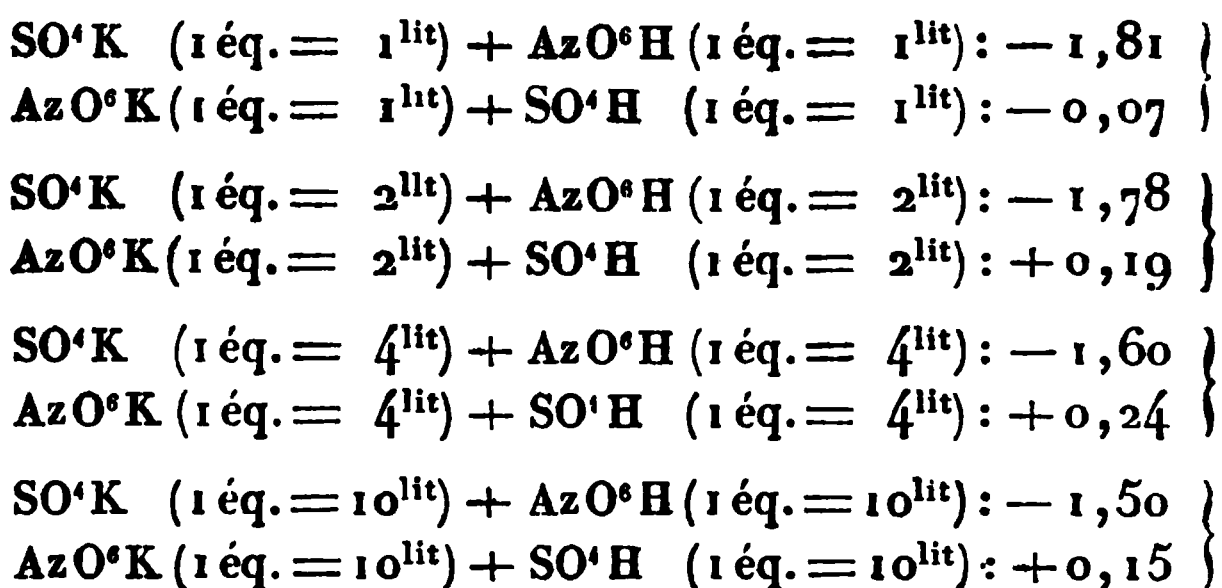 SO⁴K (1 éq. = 1ˡⁱᵗ) + AzO⁶H (1 éq. = 1ˡⁱᵗ) : — 1,81
AzO⁶K (1 éq. = 1ˡⁱᵗ) + SO⁴H (1 éq. = 1ˡⁱᵗ) : — 0,07
SO⁴K (1 éq. = 2ˡⁱᵗ) + AzO⁶H (1 éq. = 2ˡⁱᵗ) : — 1,78
AzO⁶K (1 éq. = 2ˡⁱᵗ) + SO⁴H (1 éq. = 2ˡⁱᵗ) : + 0,19
SO⁴K (1 éq. = 4ˡⁱᵗ) + AzO⁶H (1 éq. = 4ˡⁱᵗ) : — 1,60
AzO⁶K (1 éq. = 4ˡⁱᵗ) + SO⁴H (1 éq. = 4ˡⁱᵗ) : + 0,24
SO⁴K (1 éq. = 10ˡⁱᵗ) + AzO⁶H (1 éq. = 10ˡⁱᵗ) : — 1,50
AzO⁶K (1 éq. = 10ˡⁱᵗ) + SO⁴H (1 éq. = 10ˡⁱᵗ) : + 0,15